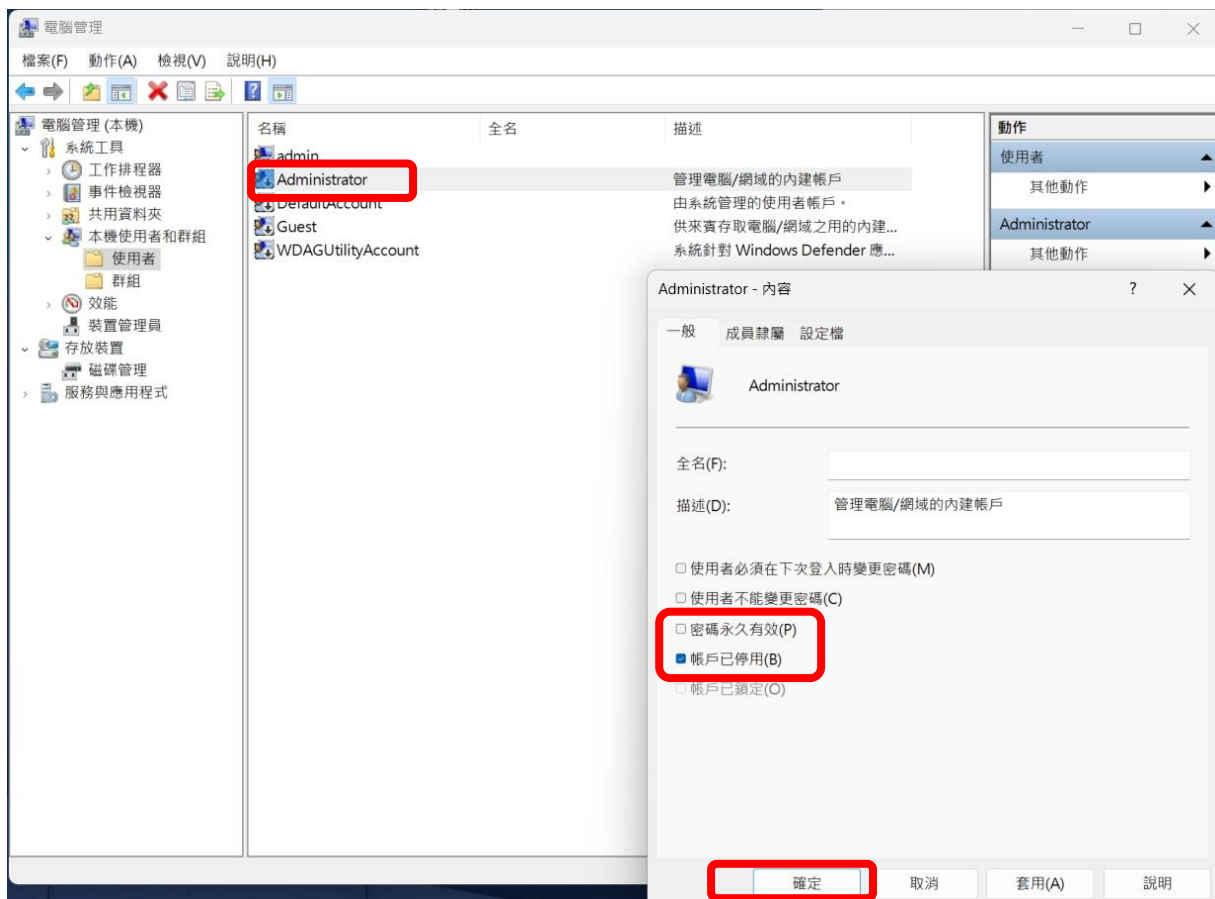 電腦管理
檔案(F) 動作(A) 檢視(V) 說明(H)
電腦管理 (本機)
系統工具
工作排程器
事件檢視器
共用資料夾
本機使用者和群組
使用者
群組
效能
裝置管理員
存放裝置
磁碟管理
服務與應用程式
名稱 全名 描述
admin
Administrator 管理電腦/網域的內建帳戶
DefaultAccount 由系統管理的使用者帳戶。
Guest 供來賓存取電腦/網域之用的內建...
WDAGUtilityAccount 系統針對 Windows Defender 應...
動作
使用者
其他動作
Administrator
其他動作
Administrator - 內容
?
一般 成員隸屬 設定檔
Administrator
全名(F):
描述(D): 管理電腦/網域的內建帳戶
使用者必須在下次登入時變更密碼(M)
使用者不能變更密碼(C)
密碼永久有效(P)
帳戶已停用(B)
帳戶已鎖定(O)
確定 取消 套用(A) 說明